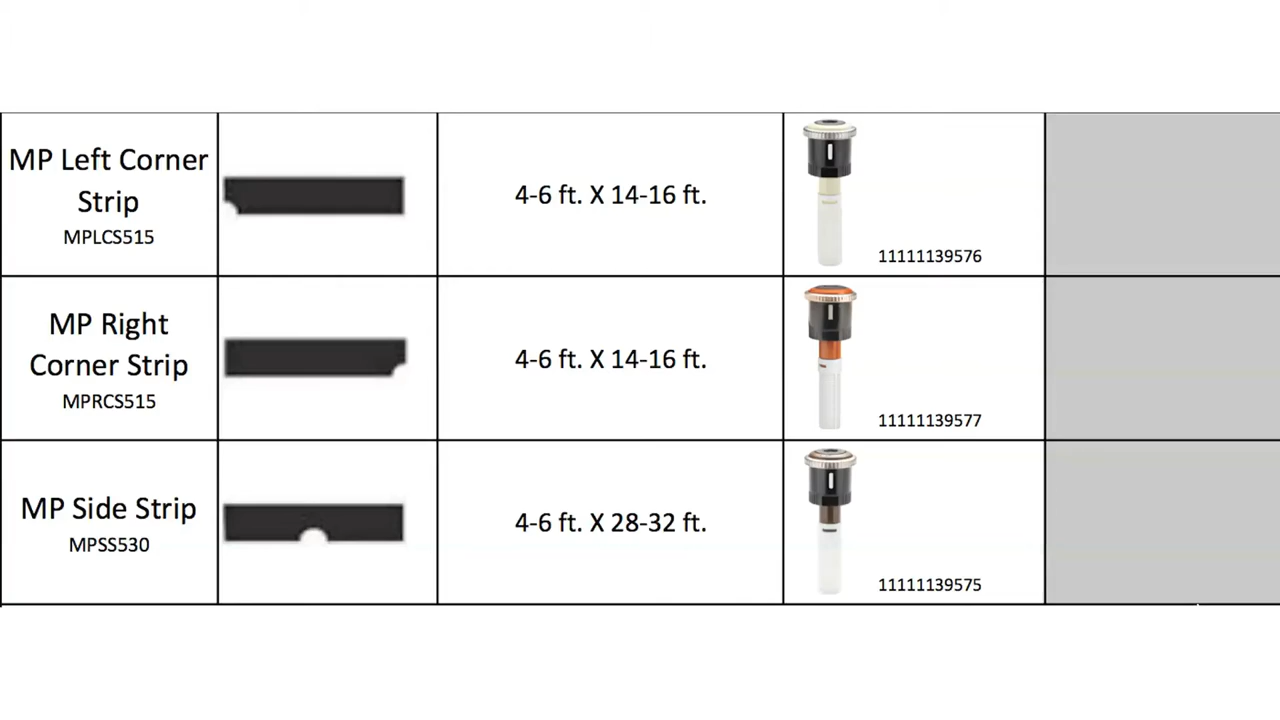 MP Left Corner
Strip
MPLCS515
4-6 ft. X 14-16 ft.
11111139576
MP Right
Corner Strip
MPRCS515
4-6 ft. X 14-16 ft.
11111139577
MP Side Strip
MPSS530
4-6 ft. X 28-32 ft.
11111139575